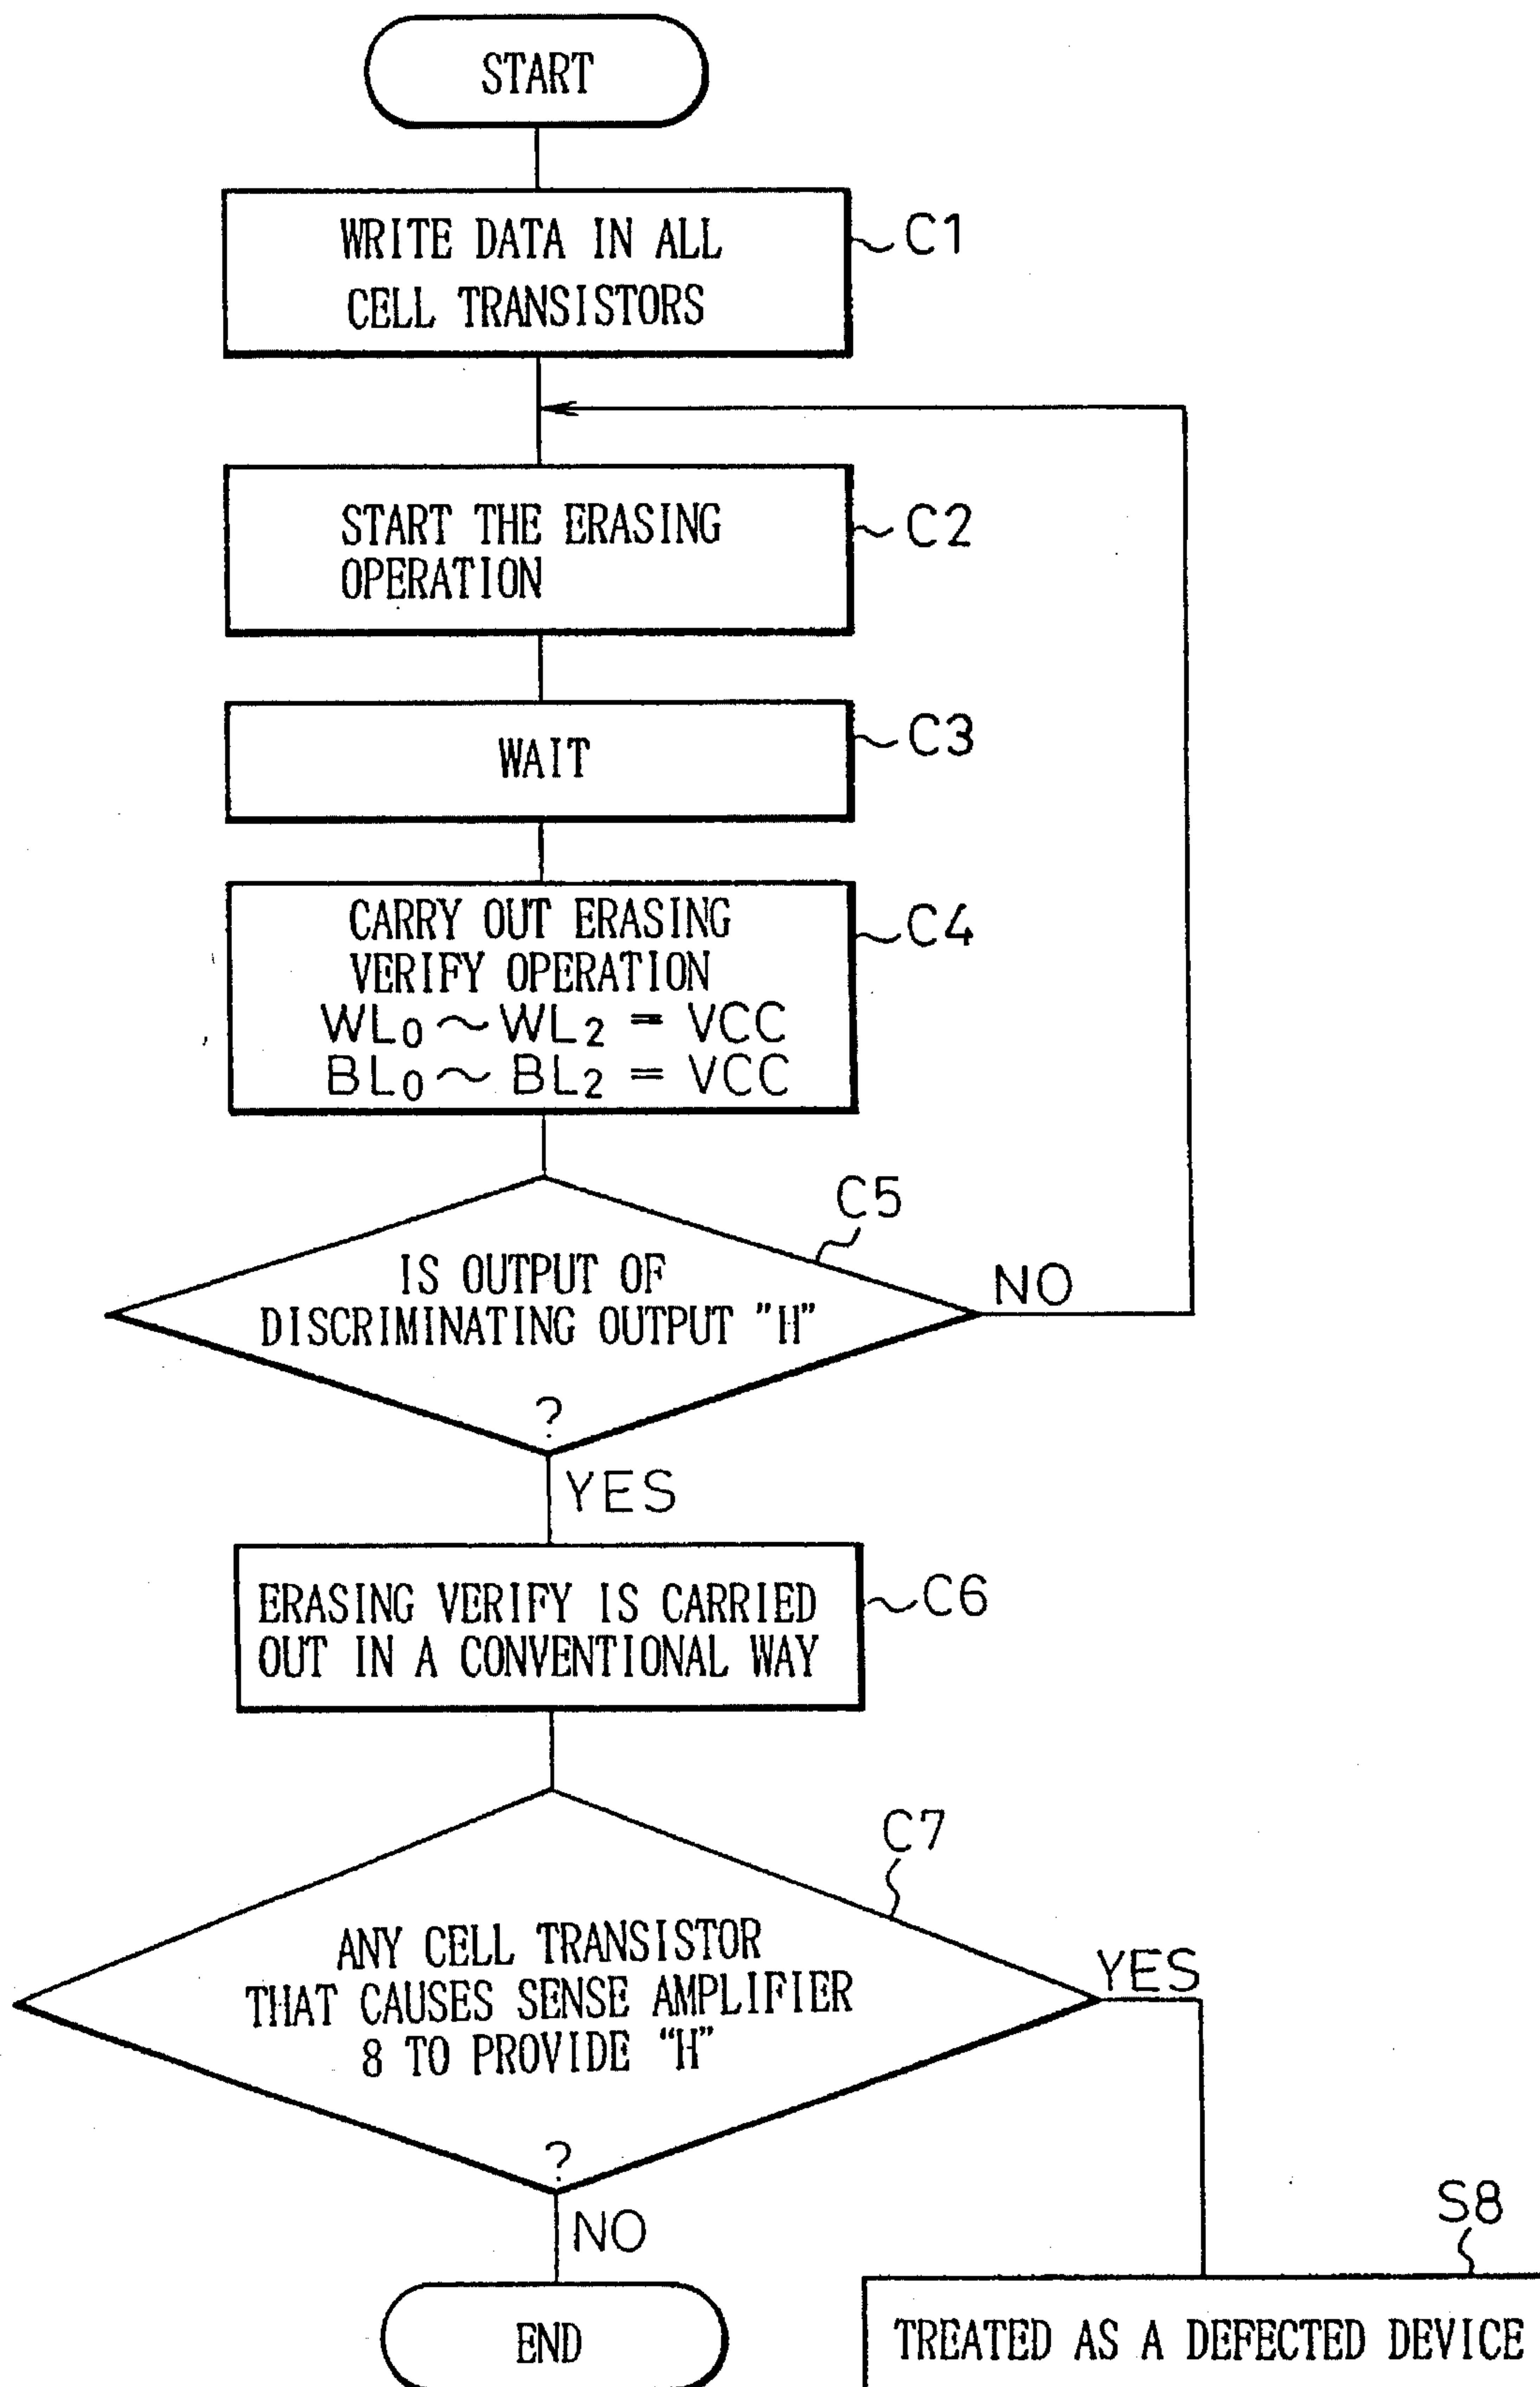 START
WRITE DATA IN ALL
CELL TRANSISTORS
C1
START THE ERASING
OPERATION
C2
WAIT
C3
CARRY OUT ERASING
VERIFY OPERATION
WL0 ~ WL2 = VCC
BL0 ~ BL2 = VCC
C4
C5
IS OUTPUT OF
DISCRIMINATING OUTPUT "H"
?
NO
YES
ERASING VERIFY IS CARRIED
OUT IN A CONVENTIONAL WAY
C6
C7
ANY CELL TRANSISTOR
THAT CAUSES SENSE AMPLIFIER
8 TO PROVIDE “H”
?
YES
NO
S8
END
TREATED AS A DEFECTED DEVICE